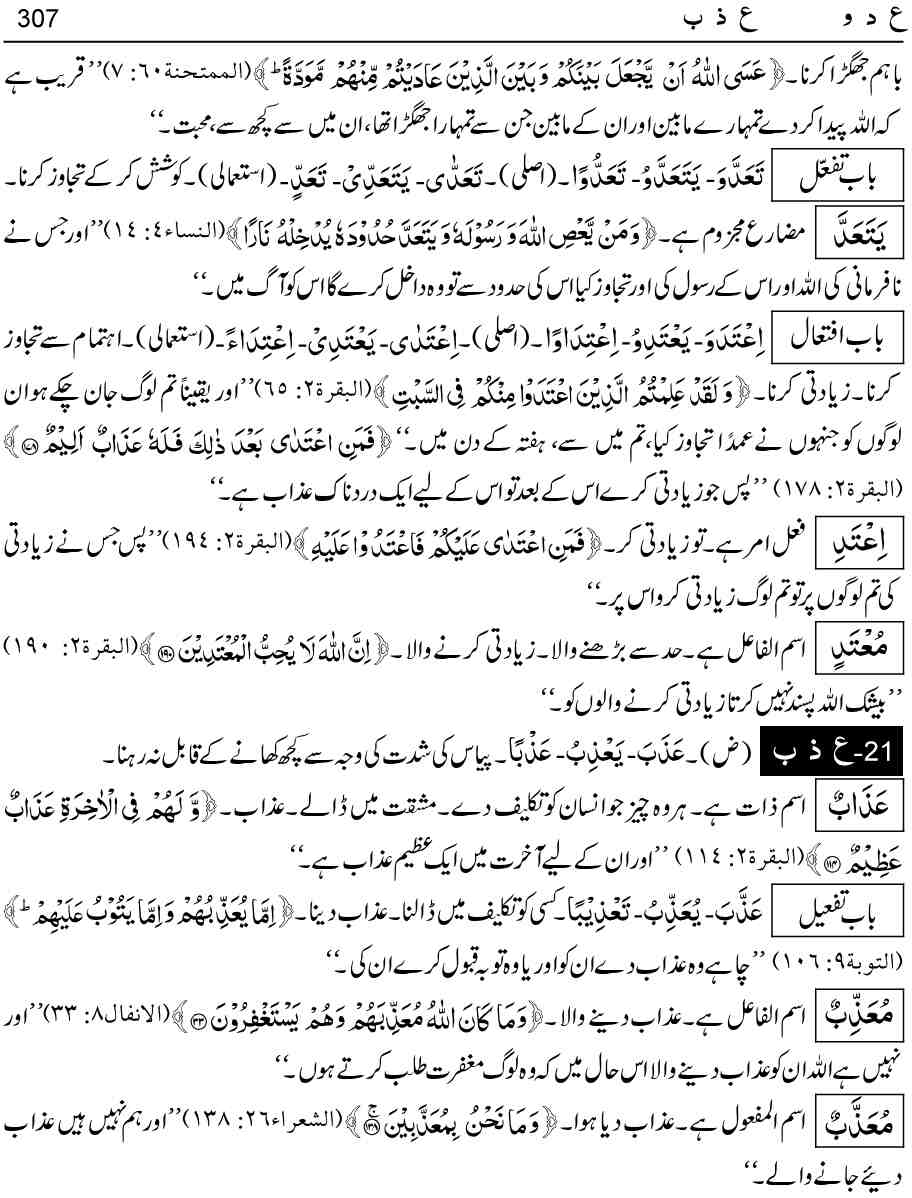 ع د و ع ذ ب 307
باہم جھگڑا کرنا۔ ﴿عَسَى اللّٰهُ اَنْ يَّجْعَلَ بَيْنَكُمْ وَ بَيْنَ الَّذِيْنَ عَادَيْتُمْ مِّنْهُمْ مَّوَدَّةً ؕ﴾ (الممتحنة ٦٠: ٧) ’’قریب ہے
کہ اللہ پیدا کر دے تمہارے مابین اور ان کے مابین جن سے تمہارا جھگڑا تھا، ان میں سے کچھ سے، محبت۔‘‘
باب تفعّل تَعَدَّوَ- يَتَعَدَّوُ- تَعَدُّوًا۔ (اصلی)۔ تَعَدّٰى- يَتَعَدِّىْ- تَعَدٍّ۔ (استعمالی)۔ کوشش کر کے تجاوز کرنا۔
يَتَعَدَّ مضارع مجزوم ہے۔ ﴿وَ مَنْ يَّعْصِ اللّٰهَ وَ رَسُوْلَهٗ وَ يَتَعَدَّ حُدُوْدَهٗ يُدْخِلْهُ نَارًا﴾ (النساء ٤: ١٤) ’’اور جس نے
نافرمانی کی اللہ اور اس کے رسول کی اور تجاوز کیا اس کی حدود سے تو وہ داخل کرے گا اس کو آگ میں۔‘‘
باب افتعال اِعْتَدَوَ- يَعْتَدِوُ- اِعْتِدَاوًا۔ (اصلی)۔ اِعْتَدٰى- يَعْتَدِىْ- اِعْتِدَاءً۔ (استعمالی)۔ اہتمام سے تجاوز
کرنا۔ زیادتی کرنا۔ ﴿وَ لَقَدْ عَلِمْتُمُ الَّذِيْنَ اعْتَدَوْا مِنْكُمْ فِى السَّبْتِ﴾ (البقرة ٢: ٦٥) ’’اور یقیناً تم لوگ جان چکے ہو ان
لوگوں کو جنہوں نے عمداً تجاوز کیا، تم میں سے، ہفتہ کے دن میں۔‘‘ ﴿فَمَنِ اعْتَدٰى بَعْدَ ذٰلِكَ فَلَهٗ عَذَابٌ اَلِيْمٌ ۝۱۷۸﴾
(البقرة ٢: ١٧٨) ’’پس جو زیادتی کرے اس کے بعد تو اس کے لیے ایک دردناک عذاب ہے۔‘‘
اِعْتَدِ فعل امر ہے۔ تو زیادتی کر۔ ﴿فَمَنِ اعْتَدٰى عَلَيْكُمْ فَاعْتَدُوْا عَلَيْهِ﴾ (البقرة ٢: ١٩٤) ’’پس جس نے زیادتی
کی تم لوگوں پر تو تم لوگ زیادتی کرو اس پر۔‘‘
مُعْتَدٍ اسم الفاعل ہے۔ حد سے بڑھنے والا۔ زیادتی کرنے والا۔ ﴿اِنَّ اللّٰهَ لَا يُحِبُّ الْمُعْتَدِيْنَ ۝۱۹۰﴾ (البقرة ٢: ١٩٠)
’’بیشک اللہ پسند نہیں کرتا زیادتی کرنے والوں کو۔‘‘
21- ع ذ ب (ض)۔ عَذَبَ- يَعْذِبُ- عَذْبًا۔ پیاس کی شدت کی وجہ سے کچھ کھانے کے قابل نہ رہنا۔
عَذَابٌ اسم ذات ہے۔ ہر وہ چیز جو انسان کو تکلیف دے۔ مشقت میں ڈالے۔ عذاب۔ ﴿وَّ لَهُمْ فِى الْاٰخِرَةِ عَذَابٌ
عَظِيْمٌ ۝۱۱۴﴾ (البقرة ٢: ١١٤) ’’اور ان کے لیے آخرت میں ایک عظیم عذاب ہے۔‘‘
باب تفعیل عَذَّبَ- يُعَذِّبُ- تَعْذِيْبًا۔ کسی کو تکلیف میں ڈالنا۔ عذاب دینا۔ ﴿اِمَّا يُعَذِّبُهُمْ وَ اِمَّا يَتُوْبُ عَلَيْهِمْ ؕ﴾
(التوبة ٩: ١٠٦) ’’چاہے وہ عذاب دے ان کو اور یا وہ توبہ قبول کرے ان کی۔‘‘
مُعَذِّبٌ اسم الفاعل ہے۔ عذاب دینے والا۔ ﴿وَ مَا كَانَ اللّٰهُ مُعَذِّبَهُمْ وَ هُمْ يَسْتَغْفِرُوْنَ ۝۳۳﴾ (الانفال ٨: ٣٣) ’’اور
نہیں ہے اللہ ان کو عذاب دینے والا اس حال میں کہ وہ لوگ مغفرت طلب کرتے ہوں۔‘‘
مُعَذَّبٌ اسم المفعول ہے۔ عذاب دیا ہوا۔ ﴿وَ مَا نَحْنُ بِمُعَذَّبِيْنَ ۝۱۳۸ۚ﴾ (الشعراء ٢٦: ١٣٨) ’’اور ہم نہیں ہیں عذاب
دیئے جانے والے۔‘‘